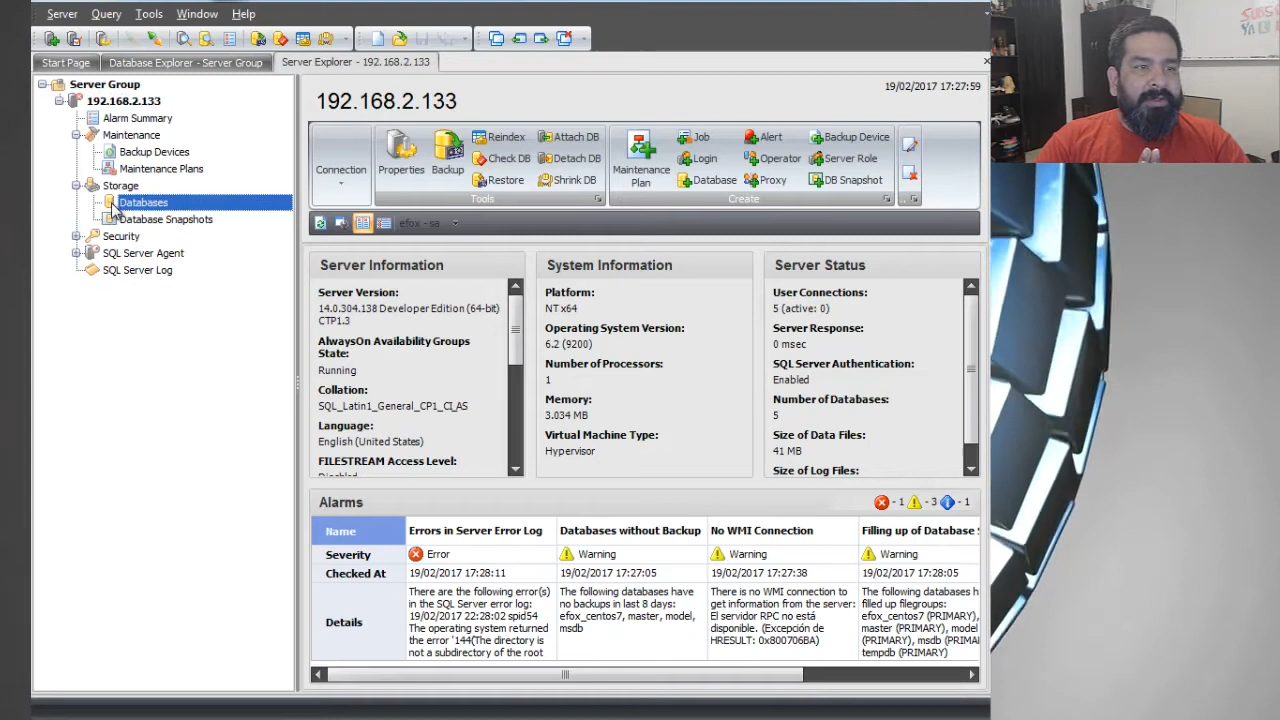 Server Query Tools Window Help
Start Page Database Explorer - Server Group Server Explorer - 192.168.2.133
Server Group
192.168.2.133
Alarm Summary
Maintenance
Backup Devices
Maintenance Plans
Storage
Databases
Database Snapshots
Security
SQL Server Agent
SQL Server Log
19/02/2017 17:27:59
192.168.2.133
Connection
Properties
Backup
Reindex
Check DB
Restore
Attach DB
Detach DB
Shrink DB
Tools
Maintenance
Plan
Job
Login
Database
Alert
Operator
Proxy
Backup Device
Server Role
DB Snapshot
Create
efox - sa
Server Information
Server Version:
14.0.304.138 Developer Edition (64-bit)
CTP1.3
AlwaysOn Availability Groups
State:
Running
Collation:
SQL_Latin1_General_CP1_CI_AS
Language:
English (United States)
FILESTREAM Access Level:
Disabled
System Information
Platform:
NT x64
Operating System Version:
6.2 (9200)
Number of Processors:
1
Memory:
3.034 MB
Virtual Machine Type:
Hypervisor
Server Status
User Connections:
5 (active: 0)
Server Response:
0 msec
SQL Server Authentication:
Enabled
Number of Databases:
5
Size of Data Files:
41 MB
Size of Log Files:
Alarms
- 1 - 3 - 1
Name Errors in Server Error Log Databases without Backup No WMI Connection Filling up of Database S
Severity Error Warning Warning Warning
Checked At 19/02/2017 17:28:11 19/02/2017 17:27:05 19/02/2017 17:27:38 19/02/2017 17:28:05
Details
There are the following error(s)
in the SQL Server error log:
19/02/2017 22:28:02 spid54
The operating system returned
the error '144(The directory is
not a subdirectory of the root
The following databases have
no backups in last 8 days:
efox_centos7, master, model,
msdb
There is no WMI connection to
get information from the server:
El servidor RPC no está
disponible. (Excepción de
HRESULT: 0x800706BA)
The following databases h
filled up filegroups:
efox_centos7 (PRIMARY),
master (PRIMARY), model
(PRIMARY), msdb (PRIMA
tempdb (PRIMARY)